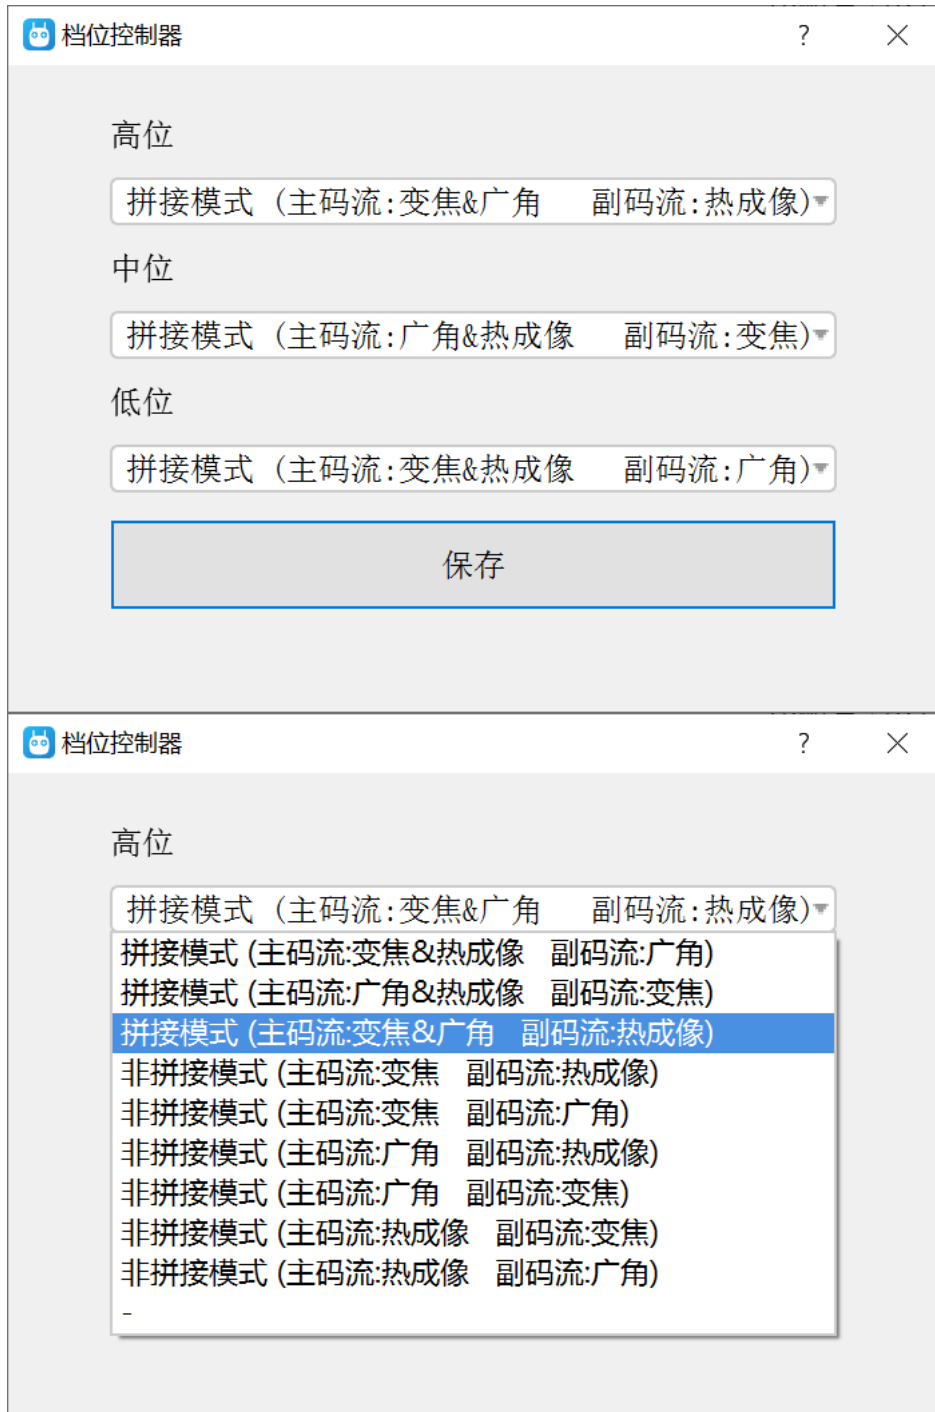 档位控制器
高位
拼接模式 (主码流:变焦&广角   副码流:热成像)
中位
拼接模式 (主码流:广角&热成像   副码流:变焦)
低位
拼接模式 (主码流:变焦&热成像   副码流:广角)
保存
档位控制器
高位
拼接模式 (主码流:变焦&广角   副码流:热成像)
拼接模式 (主码流:变焦&热成像   副码流:广角)
拼接模式 (主码流:广角&热成像   副码流:变焦)
拼接模式 (主码流:变焦&广角   副码流:热成像)
非拼接模式 (主码流:变焦   副码流:热成像)
非拼接模式 (主码流:变焦   副码流:广角)
非拼接模式 (主码流:广角   副码流:热成像)
非拼接模式 (主码流:广角   副码流:变焦)
非拼接模式 (主码流:热成像   副码流:变焦)
非拼接模式 (主码流:热成像   副码流:广角)
-